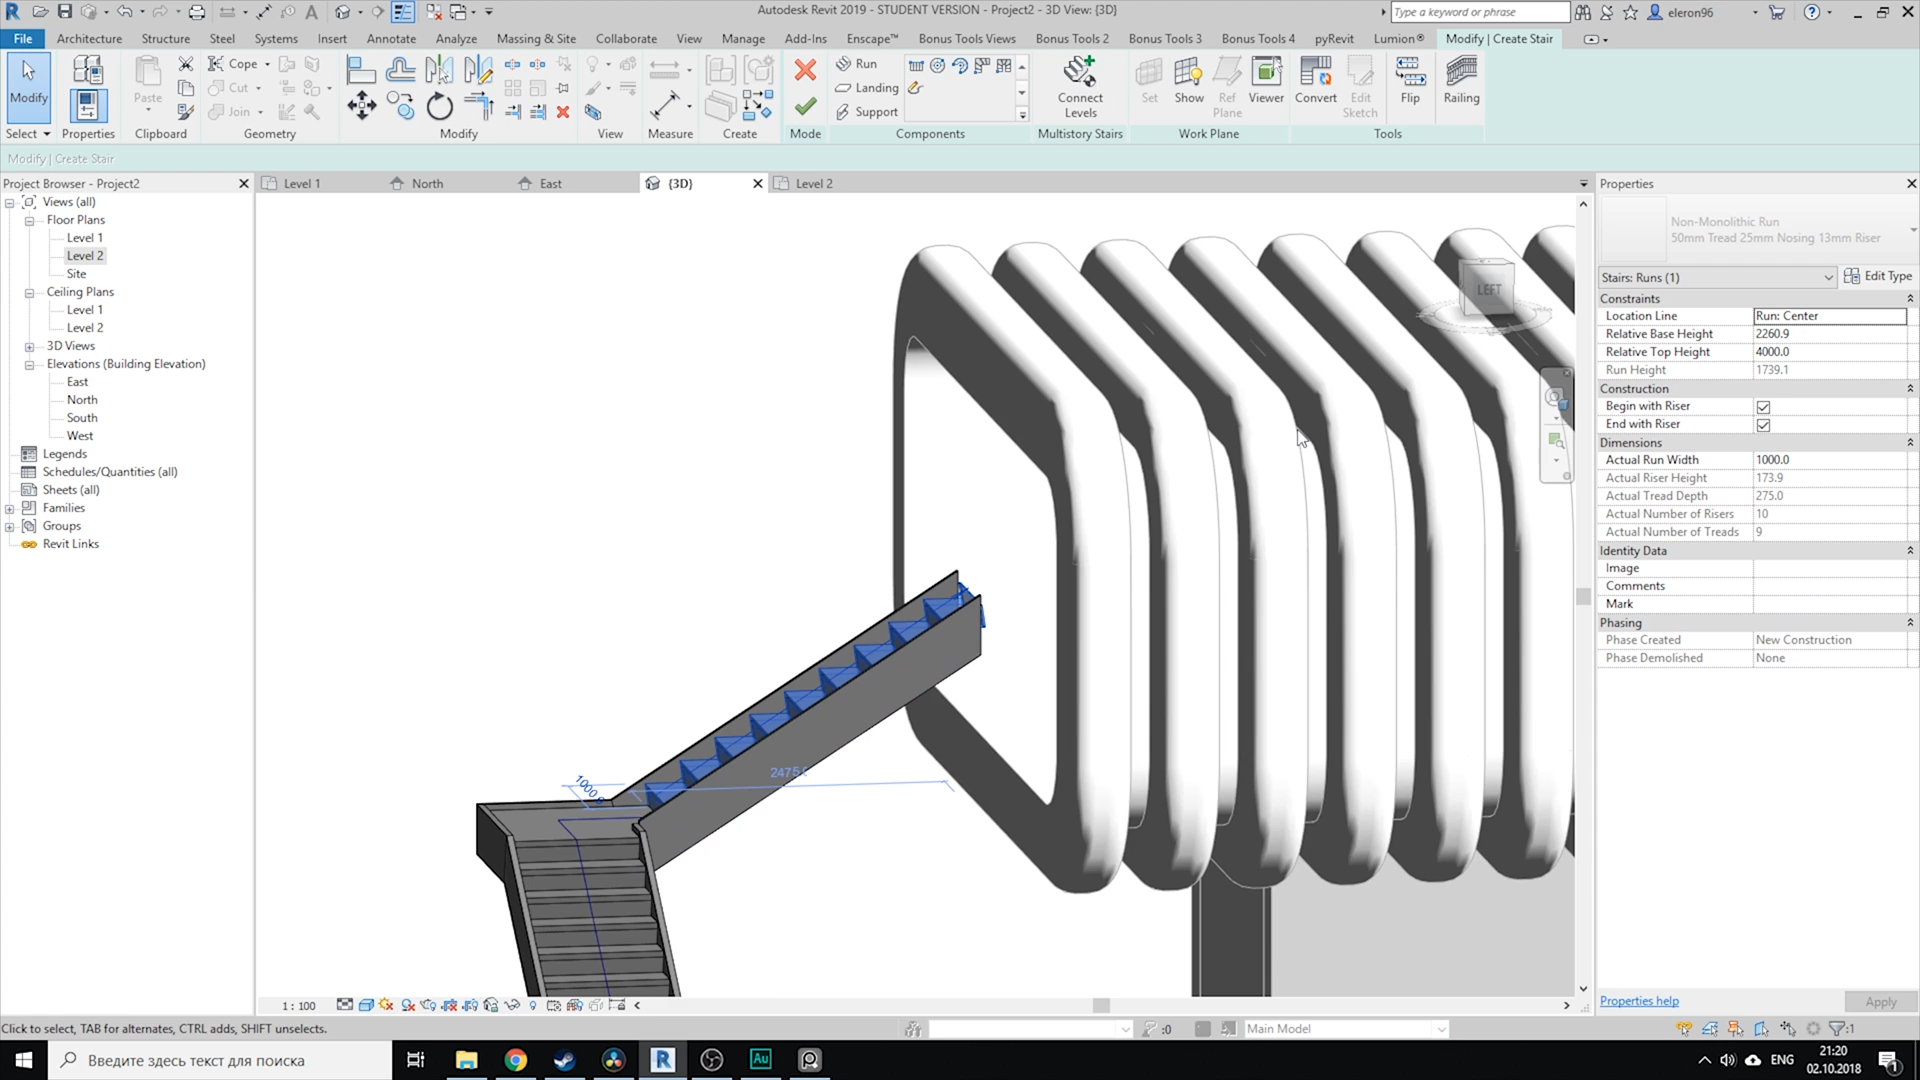 Autodesk Revit 2019 - STUDENT VERSION - Project2 - 3D View: {3D}
Type a keyword or phrase
eleron96
File Architecture Structure Steel Systems Insert Annotate Analyze Massing & Site Collaborate View Manage Add-Ins Enscape™ Bonus Tools Views Bonus Tools 2 Bonus Tools 3 Bonus Tools 4 pyRevit Lumion® Modify | Create Stair
Modify
Paste
Cope
Cut
Join
Run
Landing
Support
Connect Levels
Set
Show
Ref Plane
Viewer
Convert
Edit Sketch
Flip
Railing
Select Properties Clipboard Geometry Modify View Measure Create Mode Components Multistory Stairs Work Plane Tools
Modify | Create Stair
Project Browser - Project2
Level 1
North
East
{3D}
Level 2
Properties
Views (all)
Floor Plans
Level 1
Level 2
Site
Ceiling Plans
Level 1
Level 2
3D Views
Elevations (Building Elevation)
East
North
South
West
Legends
Schedules/Quantities (all)
Sheets (all)
Families
Groups
Revit Links
LEFT
2475
1000
Non-Monolithic Run
50mm Tread 25mm Nosing 13mm Riser
Stairs: Runs (1)
Edit Type
Constraints
Location Line Run: Center
Relative Base Height 2260.9
Relative Top Height 4000.0
Run Height 1739.1
Construction
Begin with Riser
End with Riser
Dimensions
Actual Run Width 1000.0
Actual Riser Height 173.9
Actual Tread Depth 275.0
Actual Number of Risers 10
Actual Number of Treads 9
Identity Data
Image
Comments
Mark
Phasing
Phase Created New Construction
Phase Demolished None
Properties help
Apply
1 : 100
Click to select, TAB for alternates, CTRL adds, SHIFT unselects.
:0
Main Model
:1
Введите здесь текст для поиска
Au
ENG
21:20
02.10.2018
1